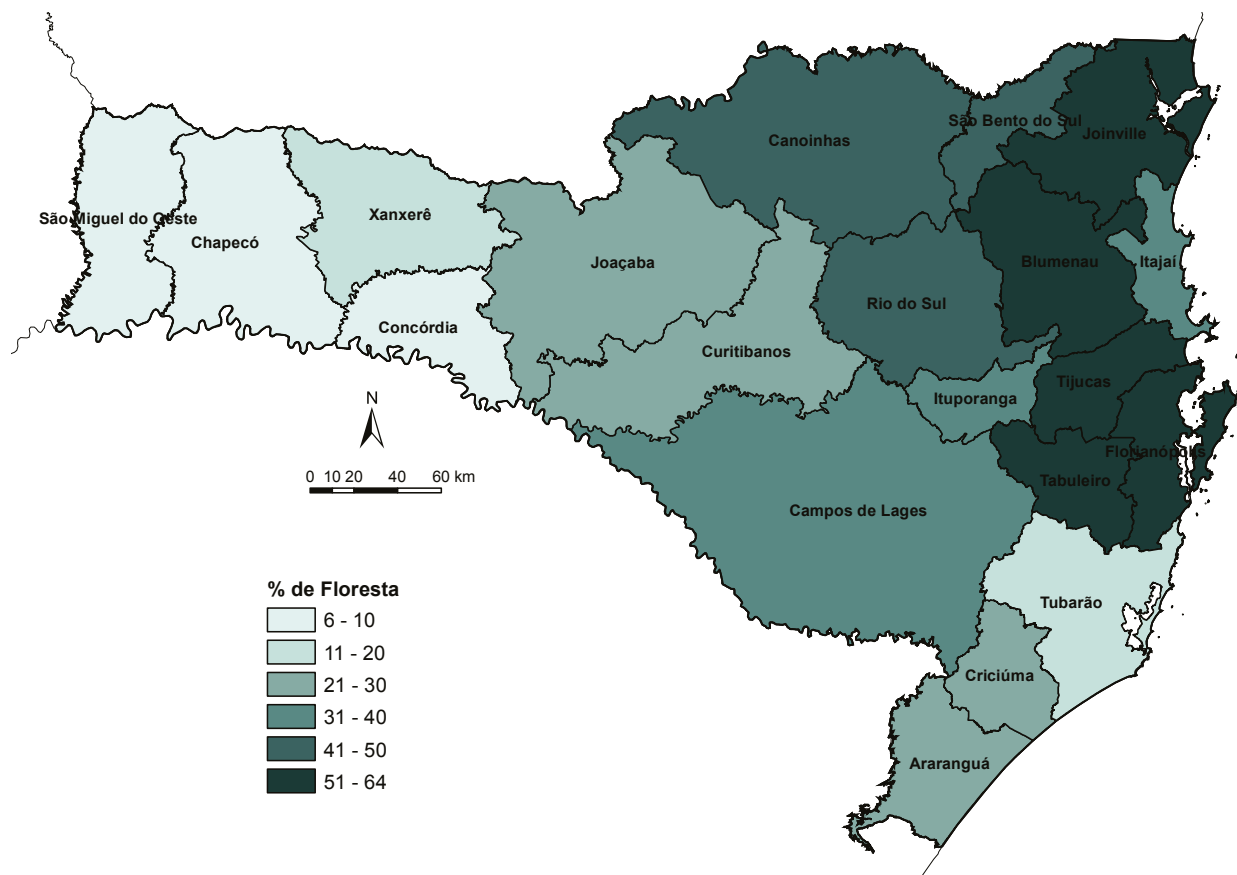 Canoinhas
São Bento do Sul
Joinville
São Miguel do Oeste
Xanxerê
Chapecó
Joaçaba
Blumenau
Itajaí
Rio do Sul
Concórdia
Curitibanos
Tijucas
Ituporanga
N
0 10 20 40 60 km
Florianópolis
Tabuleiro
Campos de Lages
% de Floresta
6 - 10
11 - 20
21 - 30
31 - 40
41 - 50
51 - 64
Tubarão
Criciúma
Araranguá